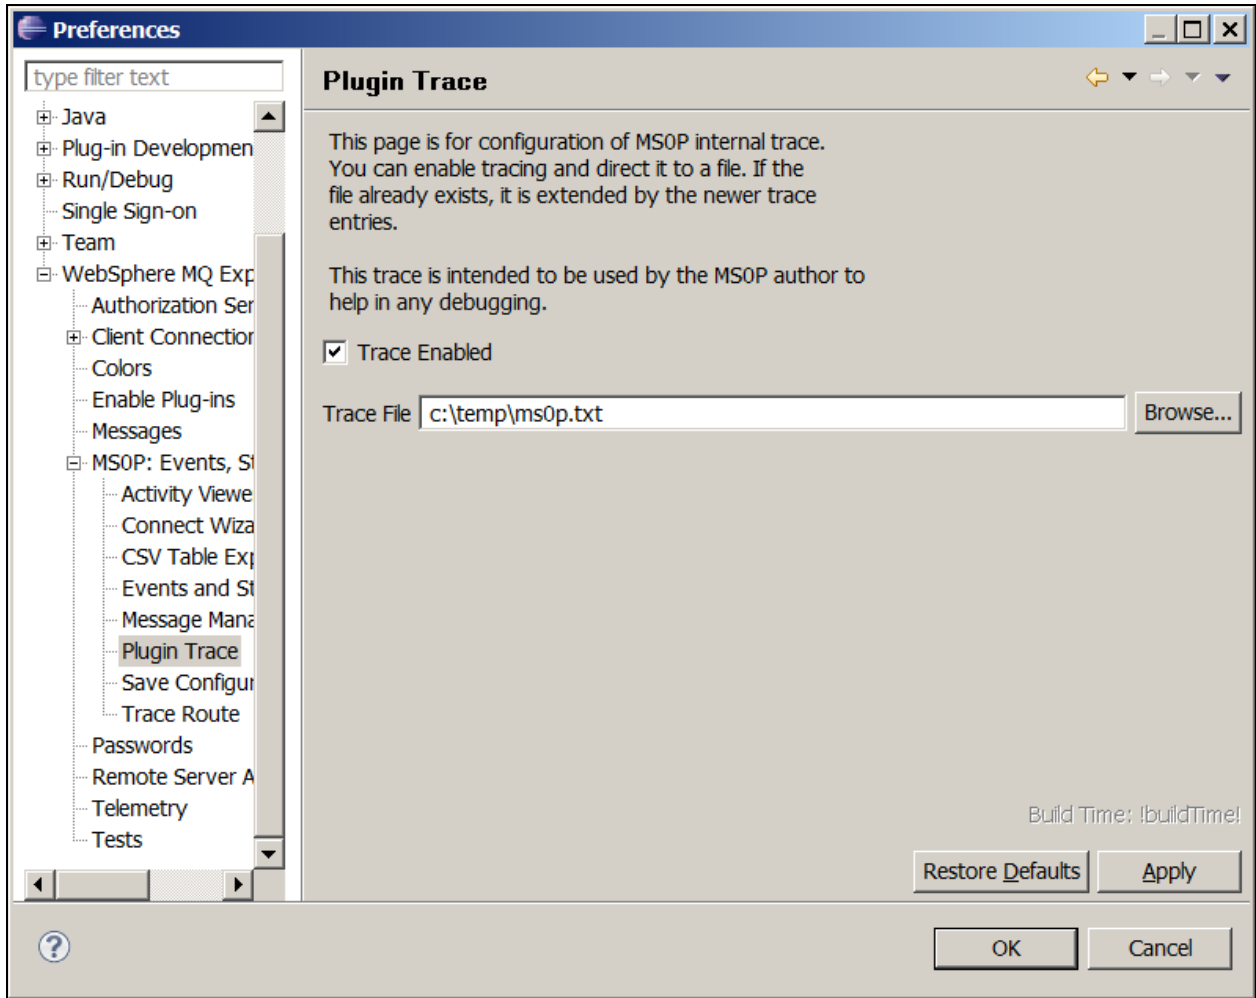 Preferences
type filter text
Java
Plug-in Developmen
Run/Debug
Single Sign-on
Team
WebSphere MQ Exp
Authorization Ser
Client Connection
Colors
Enable Plug-ins
Messages
MS0P: Events, St
Activity Viewe
Connect Wiza
CSV Table Exp
Events and St
Message Mana
Plugin Trace
Save Configur
Trace Route
Passwords
Remote Server A
Telemetry
Tests
Plugin Trace
This page is for configuration of MS0P internal trace.
You can enable tracing and direct it to a file. If the
file already exists, it is extended by the newer trace
entries.
This trace is intended to be used by the MS0P author to
help in any debugging.
Trace Enabled
Trace File c:\temp\ms0p.txt Browse...
Build Time: !buildTime!
Restore Defaults Apply
OK Cancel